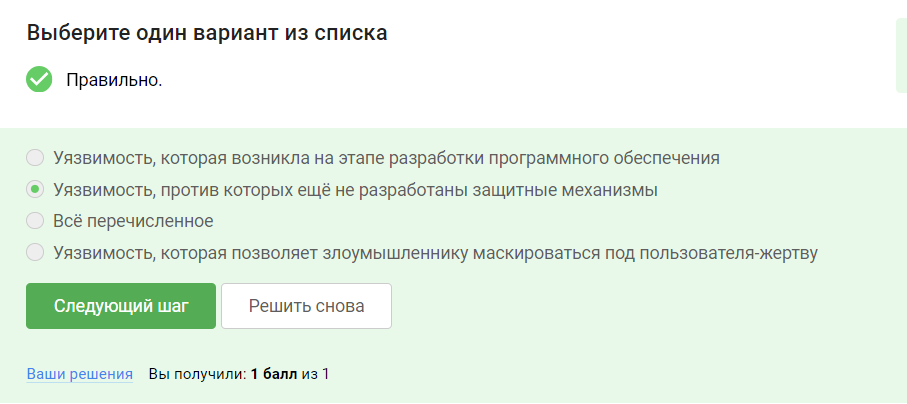 Выберите один вариант из списка
Правильно.
Уязвимость, которая возникла на этапе разработки программного обеспечения
Уязвимость, против которых ещё не разработаны защитные механизмы
Всё перечисленное
Уязвимость, которая позволяет злоумышленнику маскироваться под пользователя-жертву
Следующий шаг Решить снова
Ваши решения Вы получили: 1 балл из 1